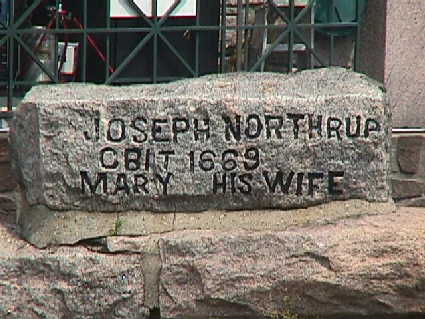 JOSEPH NORTHRUP
OBIT 1669
MARY HIS WIFE